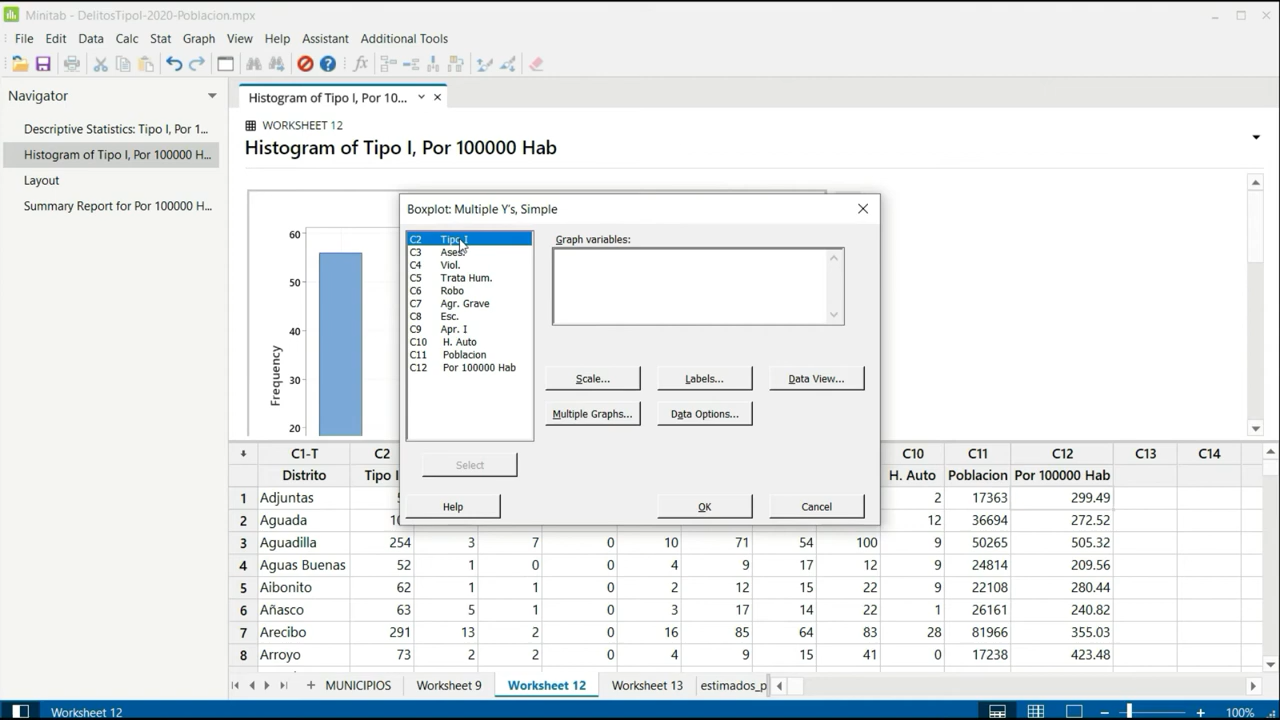 Minitab - DelitosTipoI-2020-Poblacion.mpx
File Edit Data Calc Stat Graph View Help Assistant Additional Tools
Navigator
Histogram of Tipo I, Por 10...
Descriptive Statistics: Tipo I, Por 1...
Histogram of Tipo I, Por 100000 H...
Layout
Summary Report for Por 100000 H...
WORKSHEET 12
Histogram of Tipo I, Por 100000 Hab
60
50
40
30
20
Frequency
Boxplot: Multiple Y's, Simple
C2 Tipo I
C3 Ases.
C4 Viol.
C5 Trata Hum.
C6 Robo
C7 Agr. Grave
C8 Esc.
C9 Apr. I
C10 H. Auto
C11 Poblacion
C12 Por 100000 Hab
Graph variables:
Scale... Labels... Data View...
Multiple Graphs... Data Options...
Select
Help OK Cancel
C1-T C2 C10 C11 C12 C13 C14
Distrito Tipo I H. Auto Poblacion Por 100000 Hab
1 Adjuntas 2 17363 299.49
2 Aguada 12 36694 272.52
3 Aguadilla 254 3 7 0 10 71 54 100 9 50265 505.32
4 Aguas Buenas 52 1 0 0 4 9 17 12 9 24814 209.56
5 Aibonito 62 1 1 0 2 12 15 22 9 22108 280.44
6 Añasco 63 5 1 0 3 17 14 22 1 26161 240.82
7 Arecibo 291 13 2 0 16 85 64 83 28 81966 355.03
8 Arroyo 73 2 2 0 4 9 15 41 0 17238 423.48
MUNICIPIOS Worksheet 9 Worksheet 12 Worksheet 13 estimados_p
Worksheet 12 100%